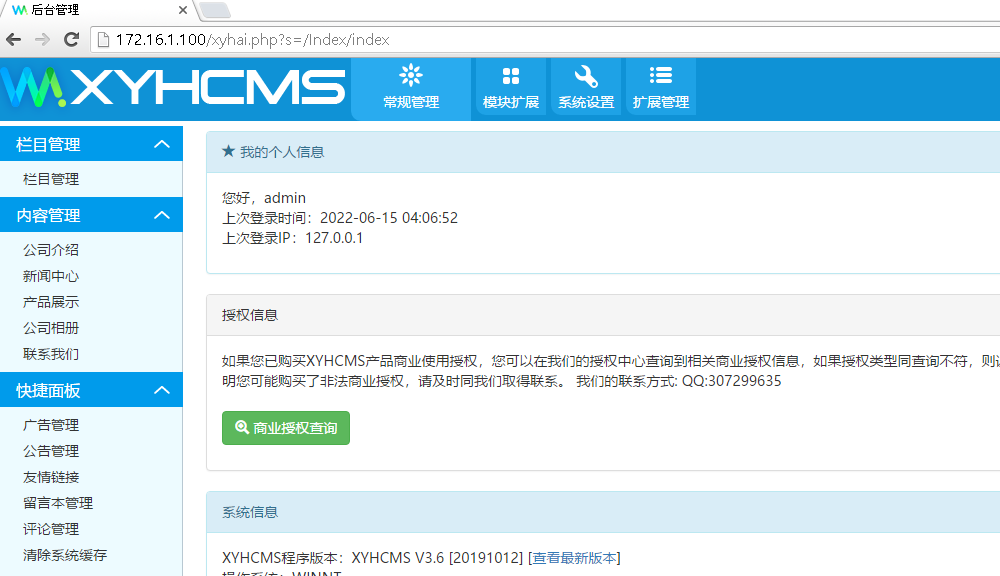 后台管理
172.16.1.100/xyhai.php?s=/Index/index
XYHCMS
常规管理
模块扩展
系统设置
扩展管理
栏目管理
栏目管理
内容管理
公司介绍
新闻中心
产品展示
公司相册
联系我们
快捷面板
广告管理
公告管理
友情链接
留言本管理
评论管理
清除系统缓存
我的个人信息
您好，admin
上次登录时间：2022-06-15 04:06:52
上次登录IP：127.0.0.1
授权信息
如果您已购买XYHCMS产品商业使用授权，您可以在我们的授权中心查询到相关商业授权信息，如果授权类型同查询不符，则说
明您可能购买了非法商业授权，请及时同我们取得联系。 我们的联系方式: QQ:307299635
商业授权查询
系统信息
XYHCMS程序版本：XYHCMS V3.6 [20191012] [查看最新版本]
操作系统：WINNT